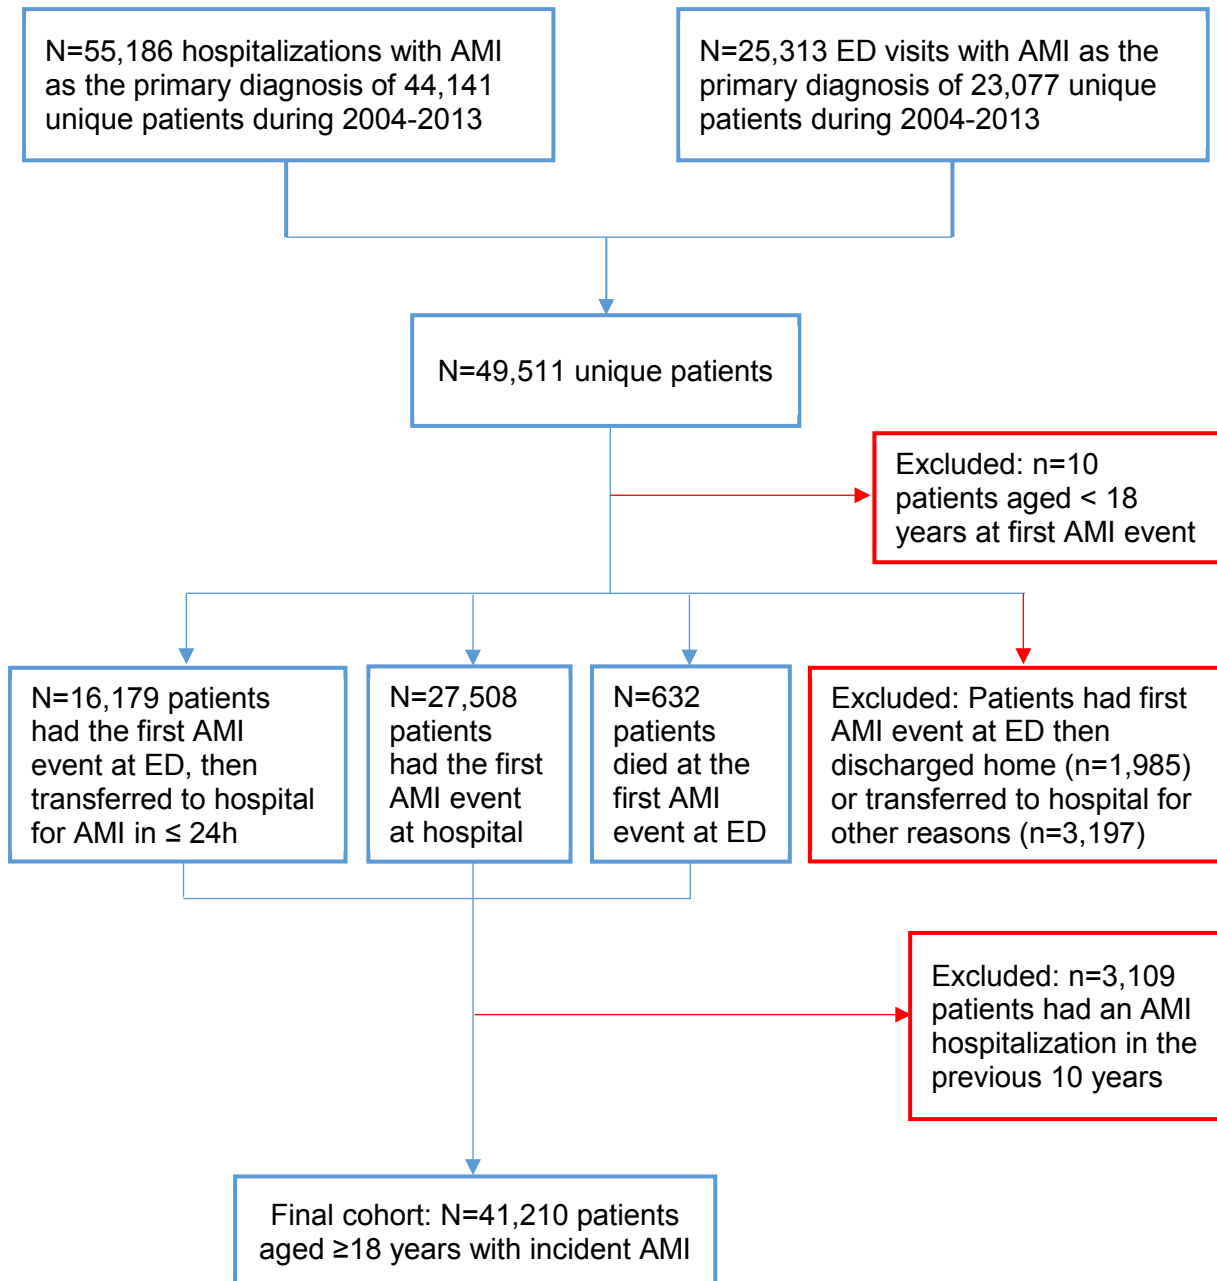 N=55,186 hospitalizations with AMI
as the primary diagnosis of 44,141
unique patients during 2004-2013
N=25,313 ED visits with AMI as the
primary diagnosis of 23,077 unique
patients during 2004-2013
N=49,511 unique patients
Excluded: n=10
patients aged < 18
years at first AMI event
N=16,179 patients
had the first AMI
event at ED, then
transferred to hospital
for AMI in ≤ 24h
N=27,508
patients
had the first
AMI event
at hospital
N=632
patients
died at the
first AMI
event at ED
Excluded: Patients had first
AMI event at ED then
discharged home (n=1,985)
or transferred to hospital for
other reasons (n=3,197)
Excluded: n=3,109
patients had an AMI
hospitalization in the
previous 10 years
Final cohort: N=41,210 patients
aged ≥18 years with incident AMI